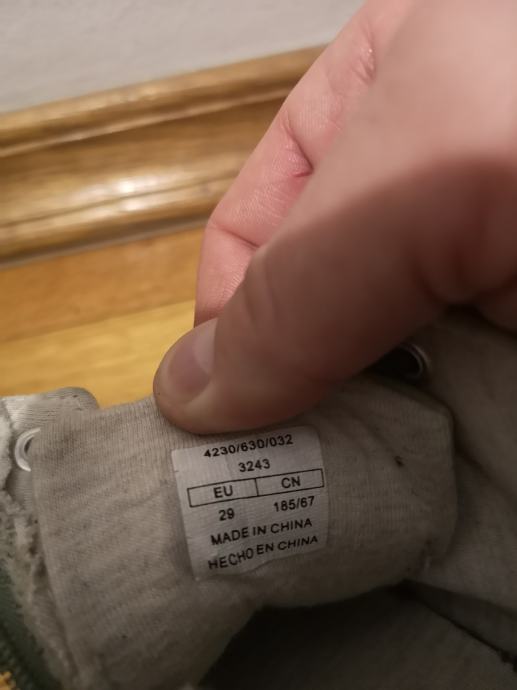 4230/630/032
3243
EU CN
29 185/67
MADE IN CHINA
HECHO EN CHINA